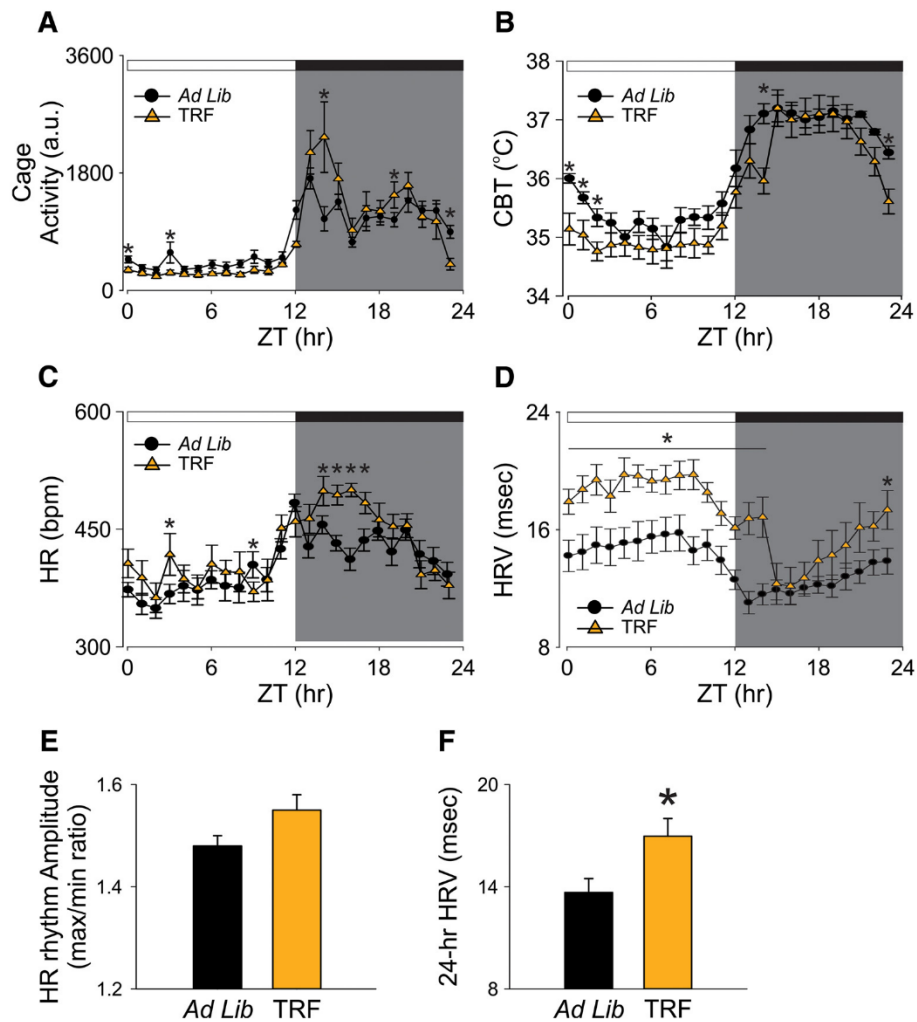 A
3600
1800
0
Cage
Activity (a.u.)
Ad Lib
TRF
* * * * *
0 6 12 18 24
ZT (hr)
B
38
37
36
35
34
CBT (°C)
Ad Lib
TRF
* * * * *
0 6 12 18 24
ZT (hr)
C
600
450
300
HR (bpm)
Ad Lib
TRF
* * * * * *
0 6 12 18 24
ZT (hr)
D
24
16
8
HRV (msec)
* *
Ad Lib
TRF
0 6 12 18 24
ZT (hr)
E
1.6
1.4
1.2
HR rhythm Amplitude
(max/min ratio)
Ad Lib TRF
F
20
14
8
24-hr HRV (msec)
*
Ad Lib TRF